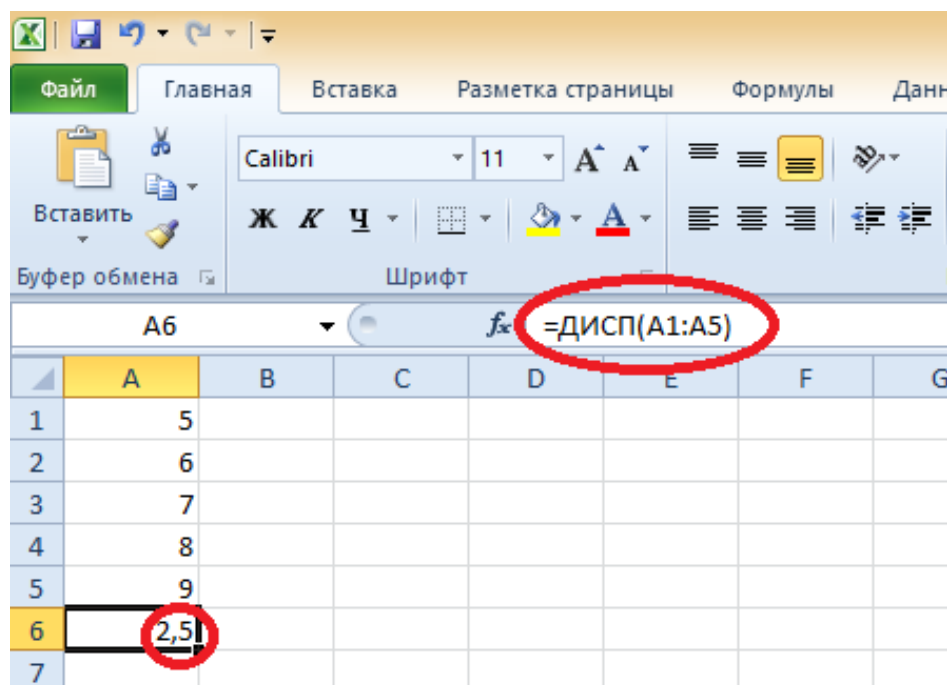 Файл Главная Вставка Разметка страницы Формулы Данн
Calibri 11 А А
Вставить Ж К Ч
Буфер обмена Шрифт
A6 fx =ДИСП(A1:A5)
A B C D E F G
1 5
2 6
3 7
4 8
5 9
6 2,5
7